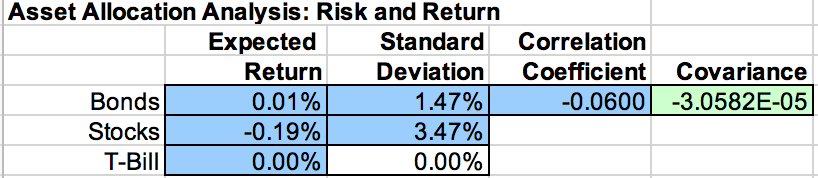 Asset Allocation Analysis: Risk and Return
Expected Standard Correlation
Return Deviation Coefficient Covariance
Bonds 0.01% 1.47% -0.0600 -3.0582E-05
Stocks -0.19% 3.47%
T-Bill 0.00% 0.00%